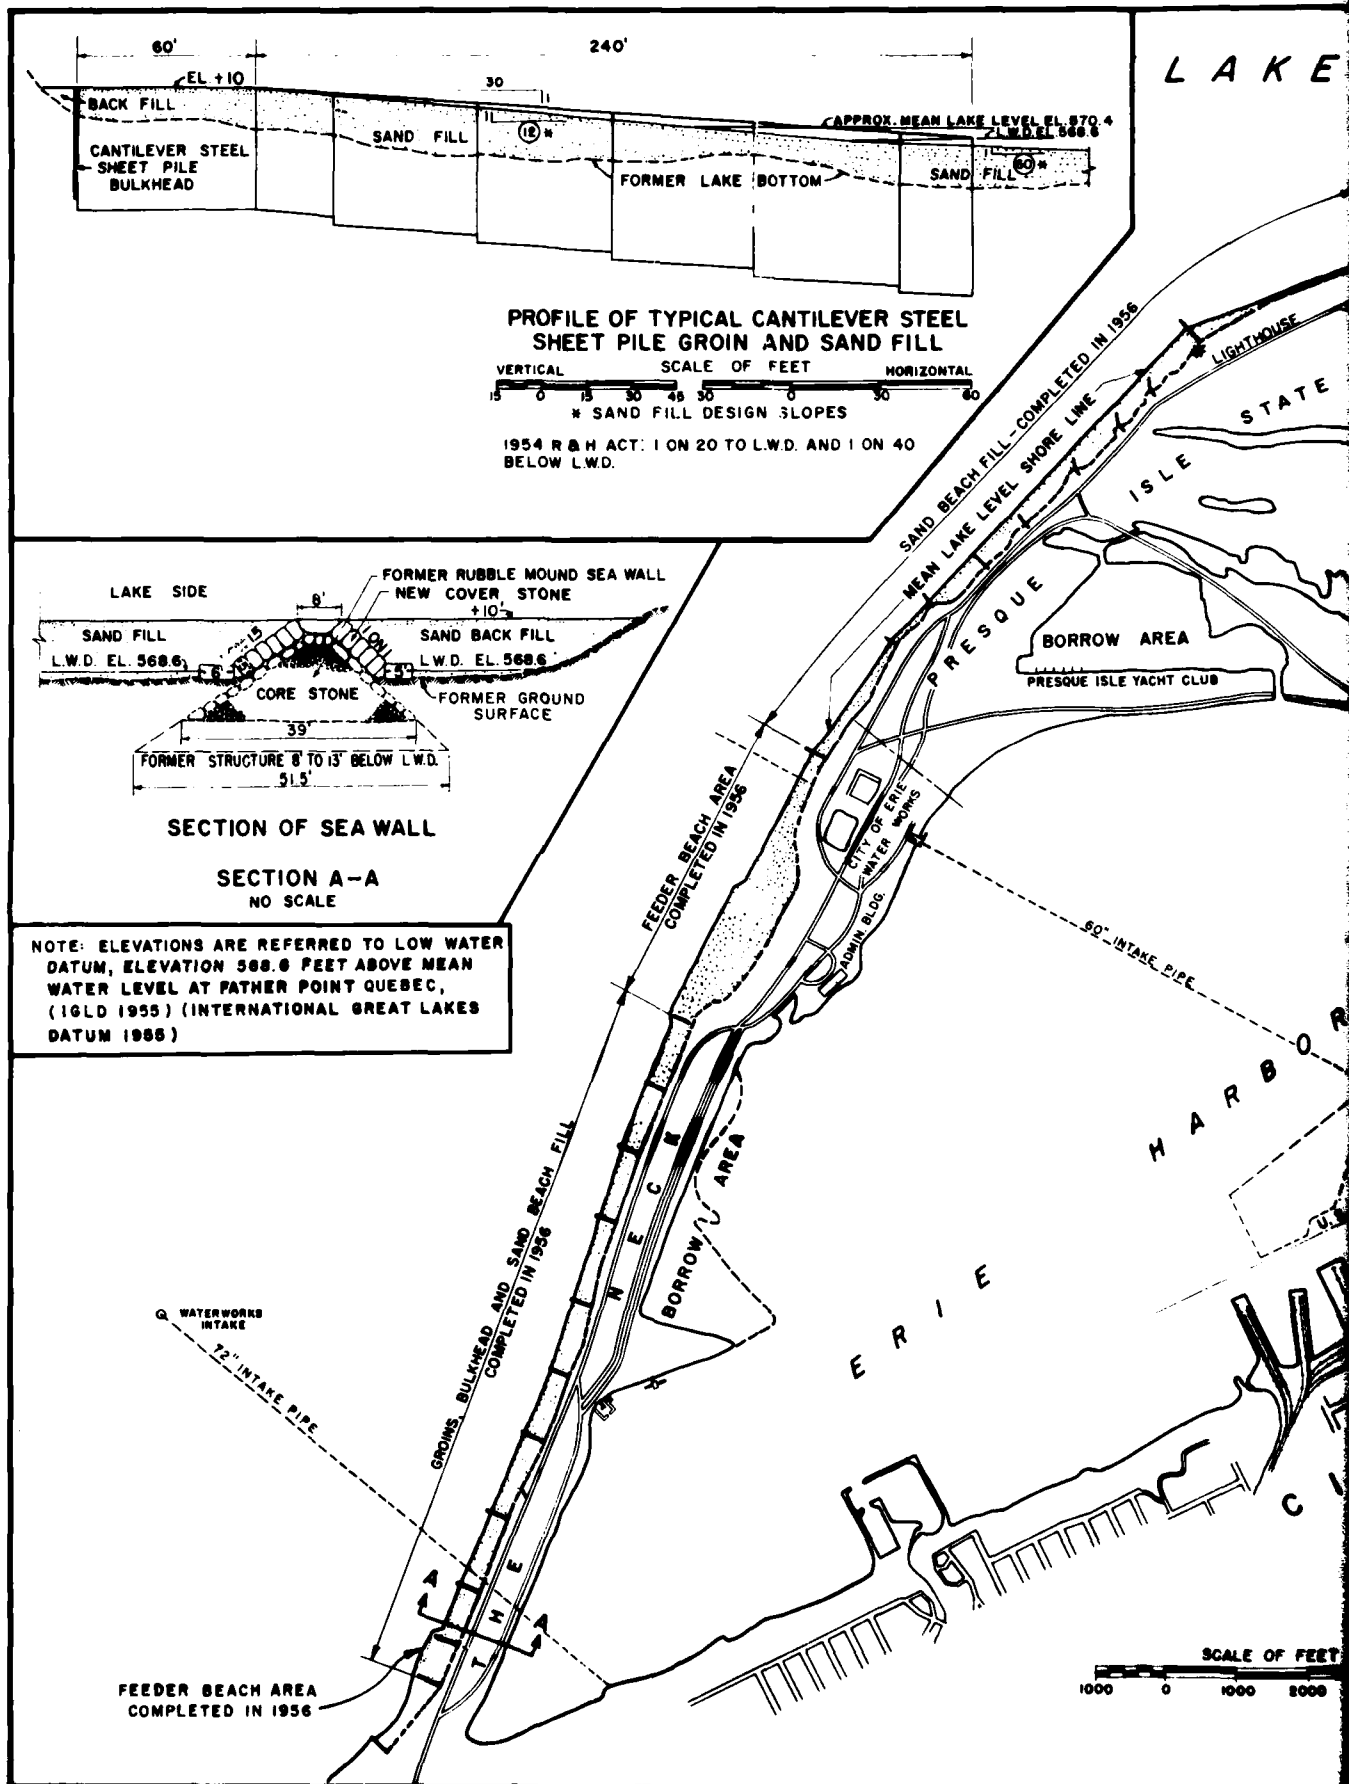 60'
240'
EL +10
30
1
BACK FILL
SAND FILL
11
12 *
APPROX. MEAN LAKE LEVEL EL. 570.4
L.W.D. EL. 568.6
1
60 *
CANTILEVER STEEL
SHEET PILE
BULKHEAD
FORMER LAKE BOTTOM
SAND FILL
PROFILE OF TYPICAL CANTILEVER STEEL
SHEET PILE GROIN AND SAND FILL
VERTICAL
SCALE OF FEET
HORIZONTAL
15 0 15 30 45 30 0 30 60
* SAND FILL DESIGN SLOPES
1954 R & H ACT: 1 ON 20 TO L.W.D. AND 1 ON 40
BELOW L.W.D.
LAKE
LAKE SIDE
8'
FORMER RUBBLE MOUND SEA WALL
NEW COVER STONE
+10'
SAND FILL
SAND BACK FILL
L.W.D. EL. 568.6
L.W.D. EL. 568.6
6'
5'
CORE STONE
FORMER GROUND
SURFACE
39'
FORMER STRUCTURE 8' TO 13' BELOW L.W.D.
51.5'
SECTION OF SEA WALL
SECTION A-A
NO SCALE
NOTE: ELEVATIONS ARE REFERRED TO LOW WATER
DATUM, ELEVATION 568.6 FEET ABOVE MEAN
WATER LEVEL AT FATHER POINT QUEBEC,
(IGLD 1955) (INTERNATIONAL GREAT LAKES
DATUM 1955)
SAND BEACH FILL - COMPLETED IN 1956
MEAN LAKE LEVEL SHORE LINE
LIGHTHOUSE
PRESQUE ISLE STATE
BORROW AREA
PRESQUE ISLE YACHT CLUB
FEEDER BEACH AREA
COMPLETED IN 1956
CITY OF ERIE
WATER WORKS
ADMIN. BLDG.
60" INTAKE PIPE
GROINS, BULKHEAD AND SAND BEACH FILL
COMPLETED IN 1956
THE NECK
BORROW AREA
ERIE HARBOR
U.S
WATERWORKS
INTAKE
72" INTAKE PIPE
A
A
FEEDER BEACH AREA
COMPLETED IN 1956
SCALE OF FEET
1000 0 1000 2000